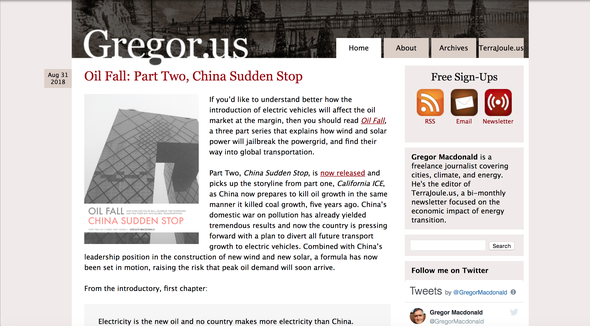 Gregor.us
Home
About
Archives
TerraJoule.us
Aug 31
2018
Oil Fall: Part Two, China Sudden Stop
If you'd like to understand better how the
introduction of electric vehicles will affect the oil
market at the margin, then you should read Oil Fall,
a three part series that explains how wind and solar
power will jailbreak the powergrid, and find their
way into global transportation.
OIL FALL
CHINA SUDDEN STOP
Part Two, China Sudden Stop, is now released and
picks up the storyline from part one, California ICE,
as China now prepares to kill oil growth in the same
manner it killed coal growth, five years ago. China's
domestic war on pollution has already yielded
tremendous results and now the country is pressing
forward with a plan to divert all future transport
growth to electric vehicles. Combined with China's
leadership position in the construction of new wind and new solar, a formula has now
been set in motion, raising the risk that peak oil demand will soon arrive.
From the introductory, first chapter:
Electricity is the new oil and no country makes more electricity than China.
Free Sign-Ups
RSS
Email
Newsletter
Gregor Macdonald is a
freelance journalist covering
cities, climate, and energy.
He's the editor of
TerraJoule.us, a bi-monthly
newsletter focused on the
economic impact of energy
transition.
Search
Follow me on Twitter
Tweets by @GregorMacdonald
Gregor Macdonald
@GregorMacdonald